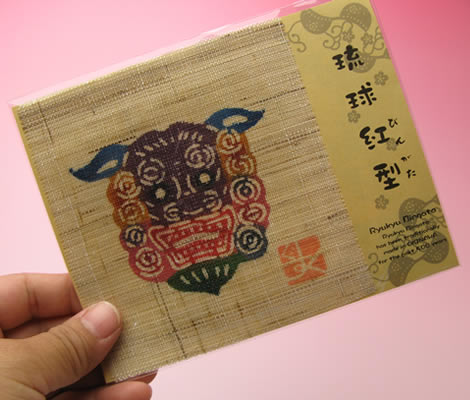 琉球紅型
びんがた
Ryukyu Bingata
Ryukyu Bingata
has been traditionally
made in Okinawa
for the past 400 years